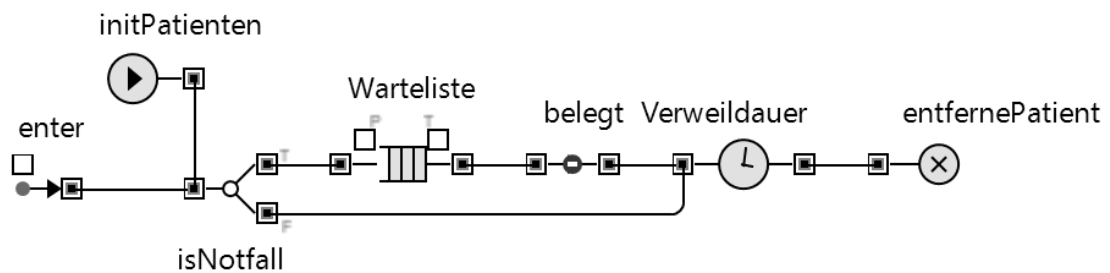 initPatienten
Warteliste
belegt
Verweildauer
entfernePatient
enter
P
T
T
F
isNotfall